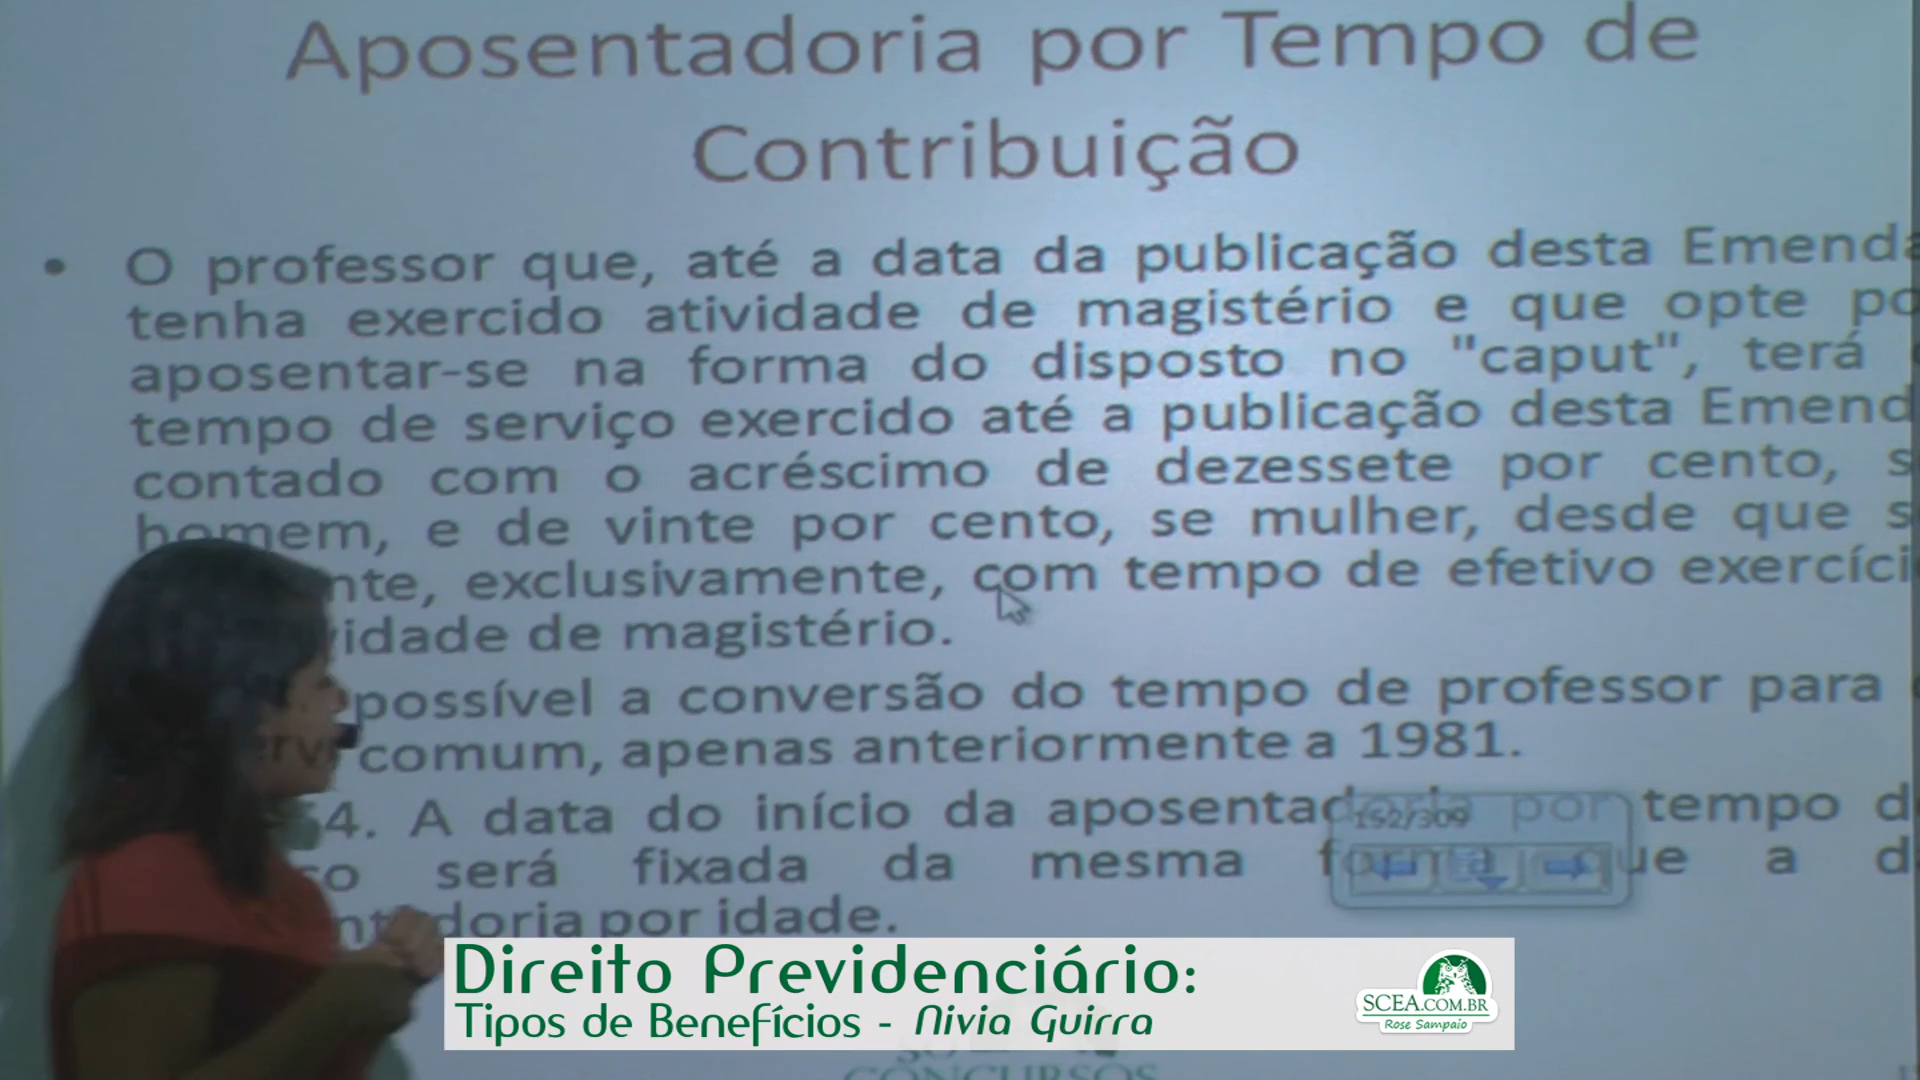 Aposentadoria por Tempo de
Contribuição
• O professor que, até a data da publicação desta Emenda
tenha exercido atividade de magistério e que opte po
aposentar-se na forma do disposto no "caput", terá
tempo de serviço exercido até a publicação desta Emend
contado com o acréscimo de dezessete por cento, s
homem, e de vinte por cento, se mulher, desde que s
nte, exclusivamente, com tempo de efetivo exercíci
idade de magistério.
possível a conversão do tempo de professor para
comum, apenas anteriormente a 1981.
4. A data do início da aposentadoria por tempo d
152/309
será fixada da mesma forma que a d
doria por idade.
Direito Previdenciário:
Tipos de Benefícios - Nivia Guirra
SCEA.COM.BR
Rose Sampaio
CONCURSOS